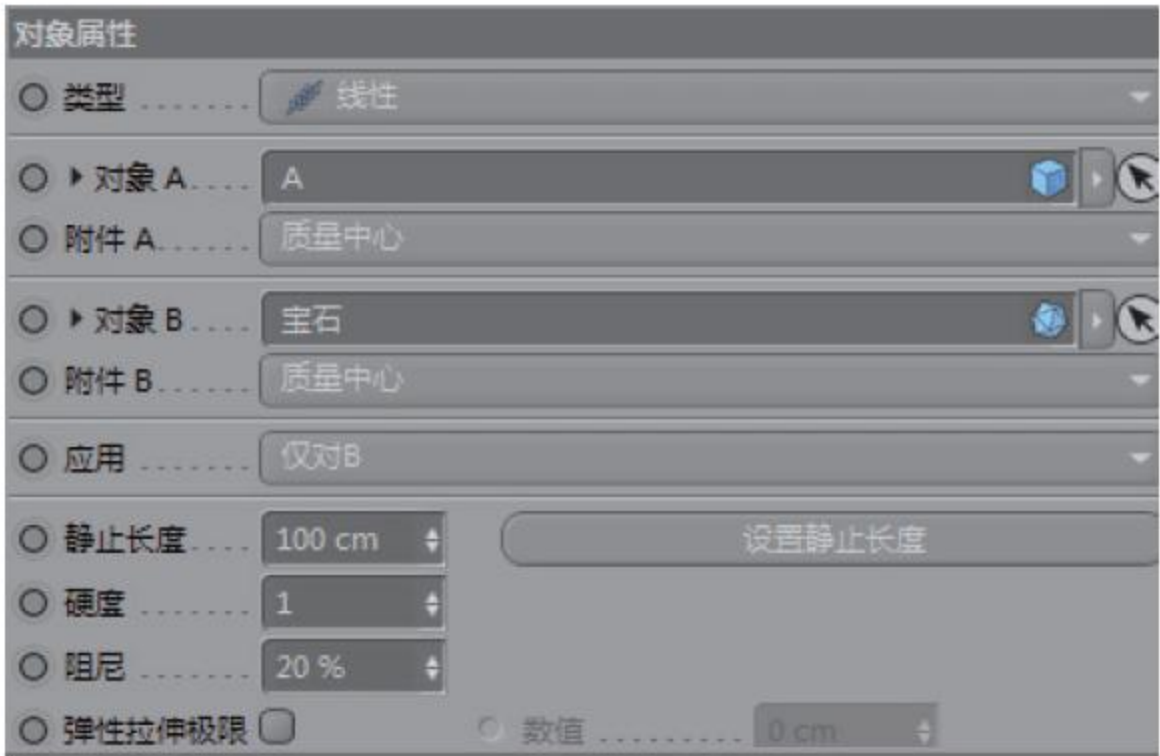 对象属性
类型 线性
对象 A A
附件 A 质量中心
对象 B 宝石
附件 B 质量中心
应用 仅对B
静止长度 100 cm 设置静止长度
硬度 1
阻尼 20 %
弹性拉伸极限 数值 0 cm